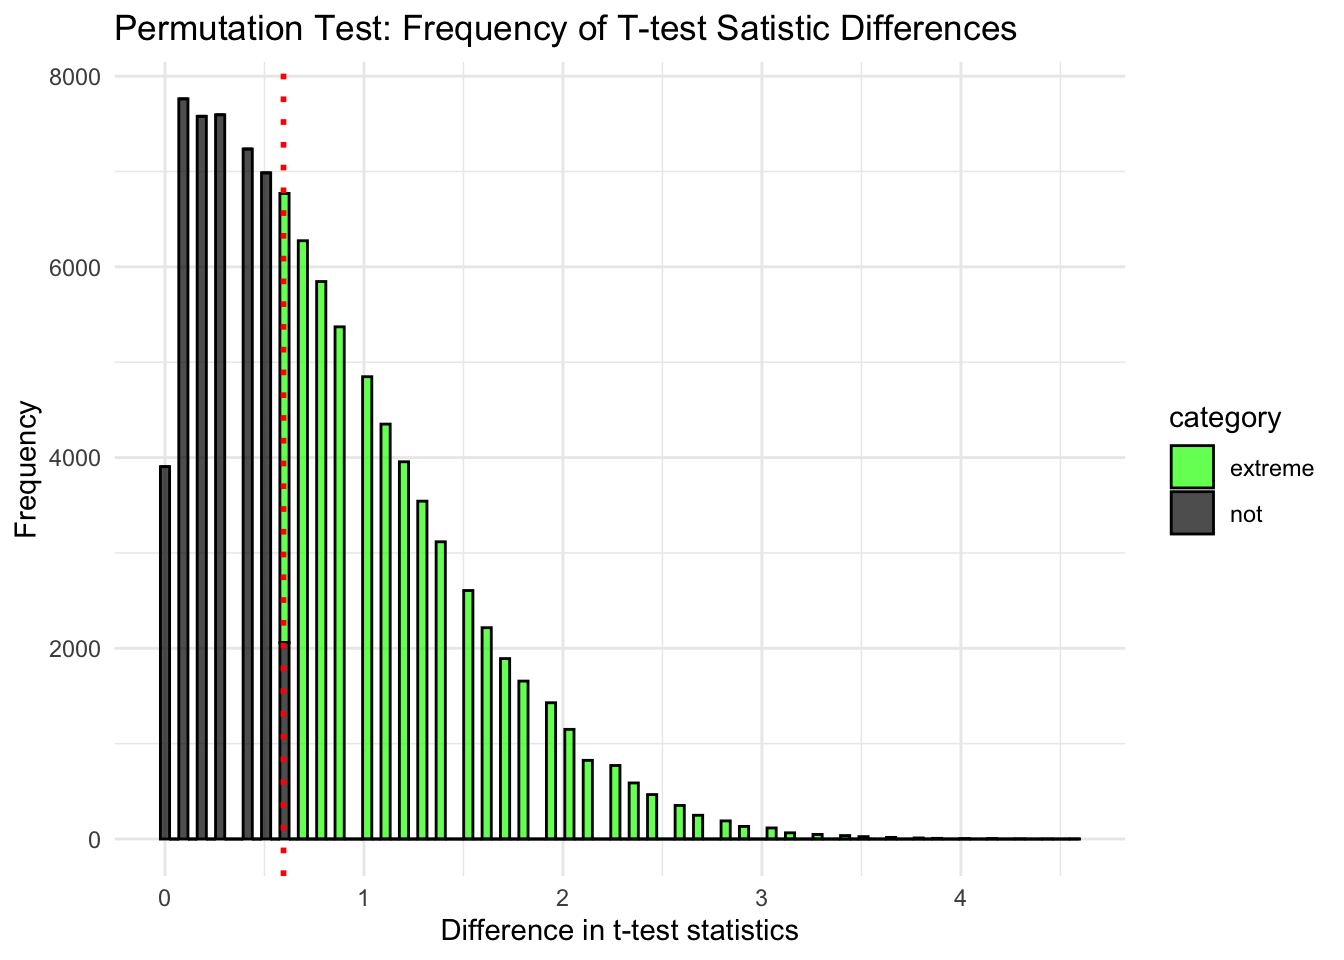 Permutation Test: Frequency of T-test Satistic Differences
8000
6000
4000
2000
0
Frequency
0 1 2 3 4
Difference in t-test statistics
category
extreme
not